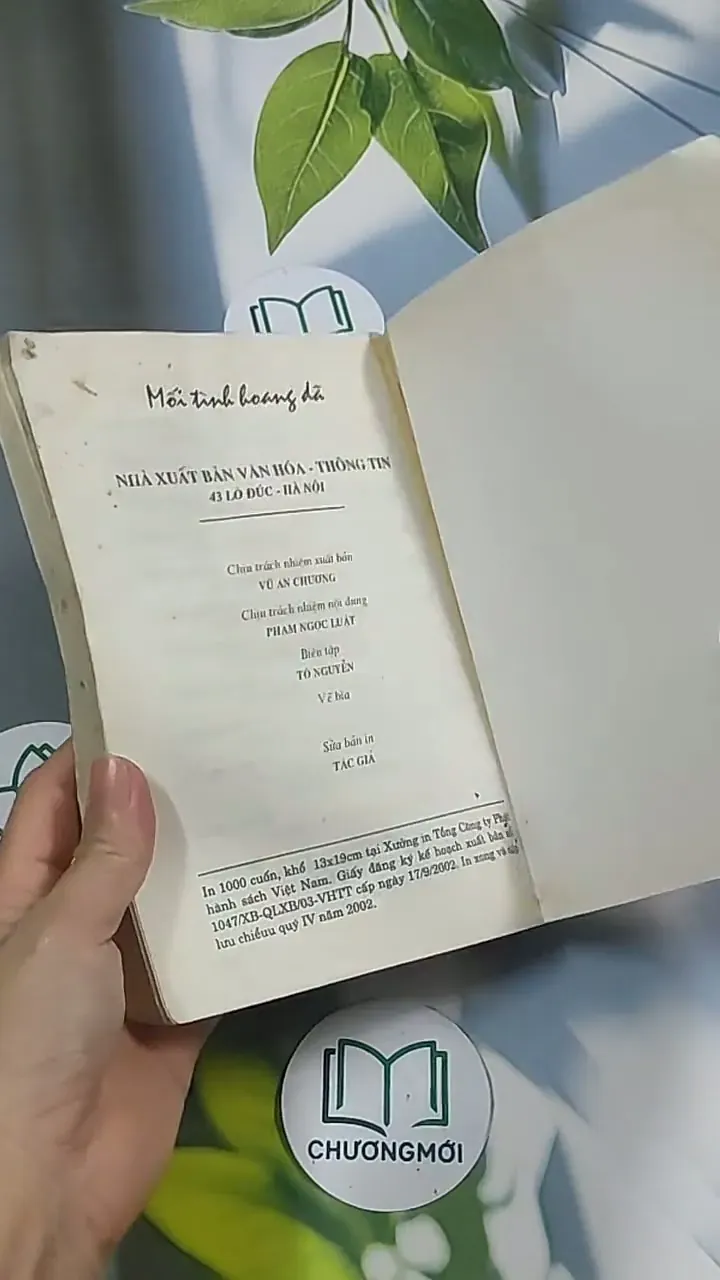 Mối tình hoang dã
NHÀ XUẤT BẢN VĂN HÓA - THÔNG TIN
43 LÒ ĐÚC - HÀ NỘI
Chịu trách nhiệm xuất bản
VŨ AN CHƯƠNG
Chịu trách nhiệm nội dung
PHẠM NGỌC LUẬT
Biên tập
TÔ NGUYỄN
Vẽ bìa
Sửa bản in
TÁC GIẢ
In 1000 cuốn, khổ 13x19cm tại Xưởng in Tổng Công ty Phát
hành sách Việt Nam. Giấy đăng ký kế hoạch xuất bản số
1047/XB-QLXB/03-VHTT cấp ngày 17/9/2002. In xong và nộp
lưu chiểuu quý IV năm 2002.
CHƯƠNGMỚI